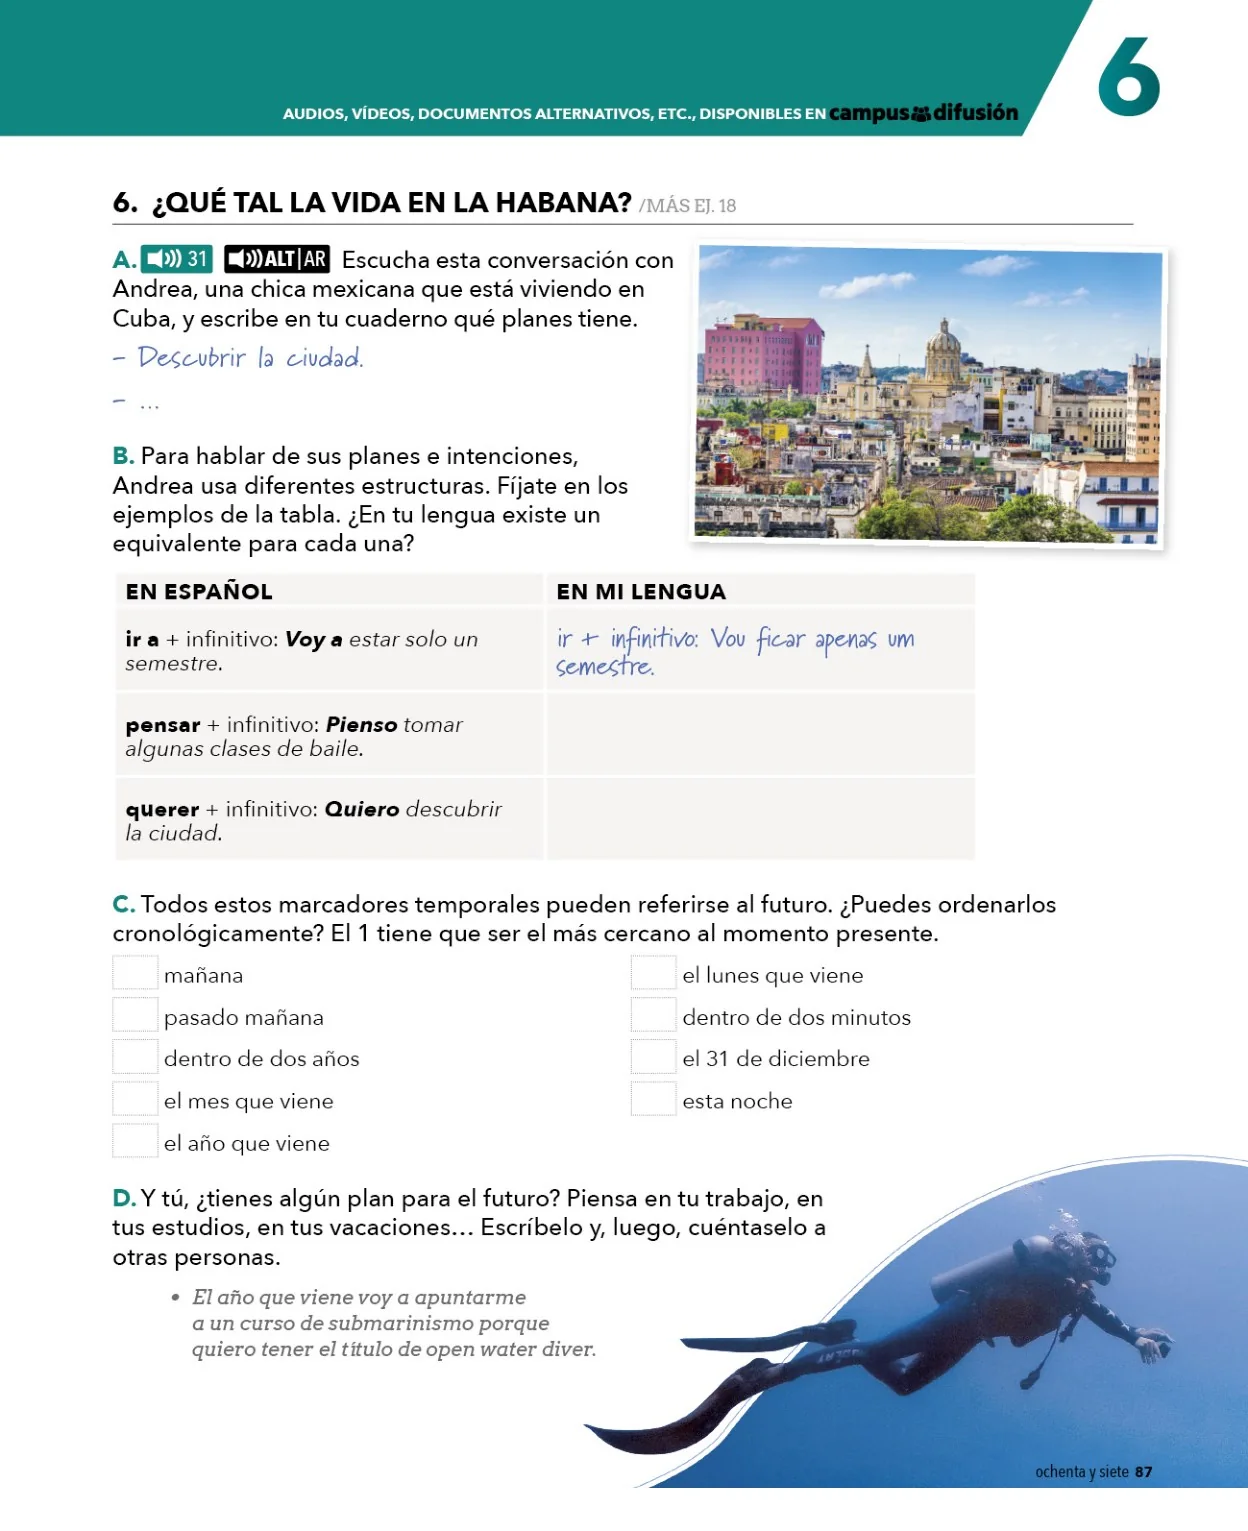 6
AUDIOS, VÍDEOS, DOCUMENTOS ALTERNATIVOS, ETC., DISPONIBLES EN campus difusión
6. ¿QUÉ TAL LA VIDA EN LA HABANA? /MÁS EJ. 18
A. 31 ALT|AR Escucha esta conversación con
Andrea, una chica mexicana que está viviendo en
Cuba, y escribe en tu cuaderno qué planes tiene.
– Descubrir la ciudad.
– ...
B. Para hablar de sus planes e intenciones,
Andrea usa diferentes estructuras. Fíjate en los
ejemplos de la tabla. ¿En tu lengua existe un
equivalente para cada una?
EN ESPAÑOL
EN MI LENGUA
ir a + infinitivo: Voy a estar solo un
semestre.
ir + infinitivo: Vou ficar apenas um
semestre.
pensar + infinitivo: Pienso tomar
algunas clases de baile.
querer + infinitivo: Quiero descubrir
la ciudad.
C. Todos estos marcadores temporales pueden referirse al futuro. ¿Puedes ordenarlos
cronológicamente? El 1 tiene que ser el más cercano al momento presente.
mañana
pasado mañana
dentro de dos años
el mes que viene
el año que viene
el lunes que viene
dentro de dos minutos
el 31 de diciembre
esta noche
D. Y tú, ¿tienes algún plan para el futuro? Piensa en tu trabajo, en
tus estudios, en tus vacaciones... Escríbelo y, luego, cuéntaselo a
otras personas.
• El año que viene voy a apuntarme
a un curso de submarinismo porque
quiero tener el título de open water diver.
ochenta y siete 87